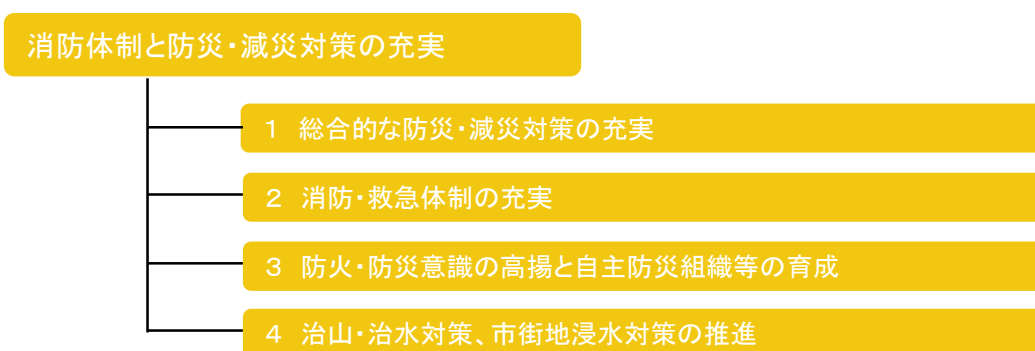 消防体制と防災・減災対策の充実
１　総合的な防災・減災対策の充実
２　消防・救急体制の充実
３　防火・防災意識の高揚と自主防災組織等の育成
４　治山・治水対策、市街地浸水対策の推進